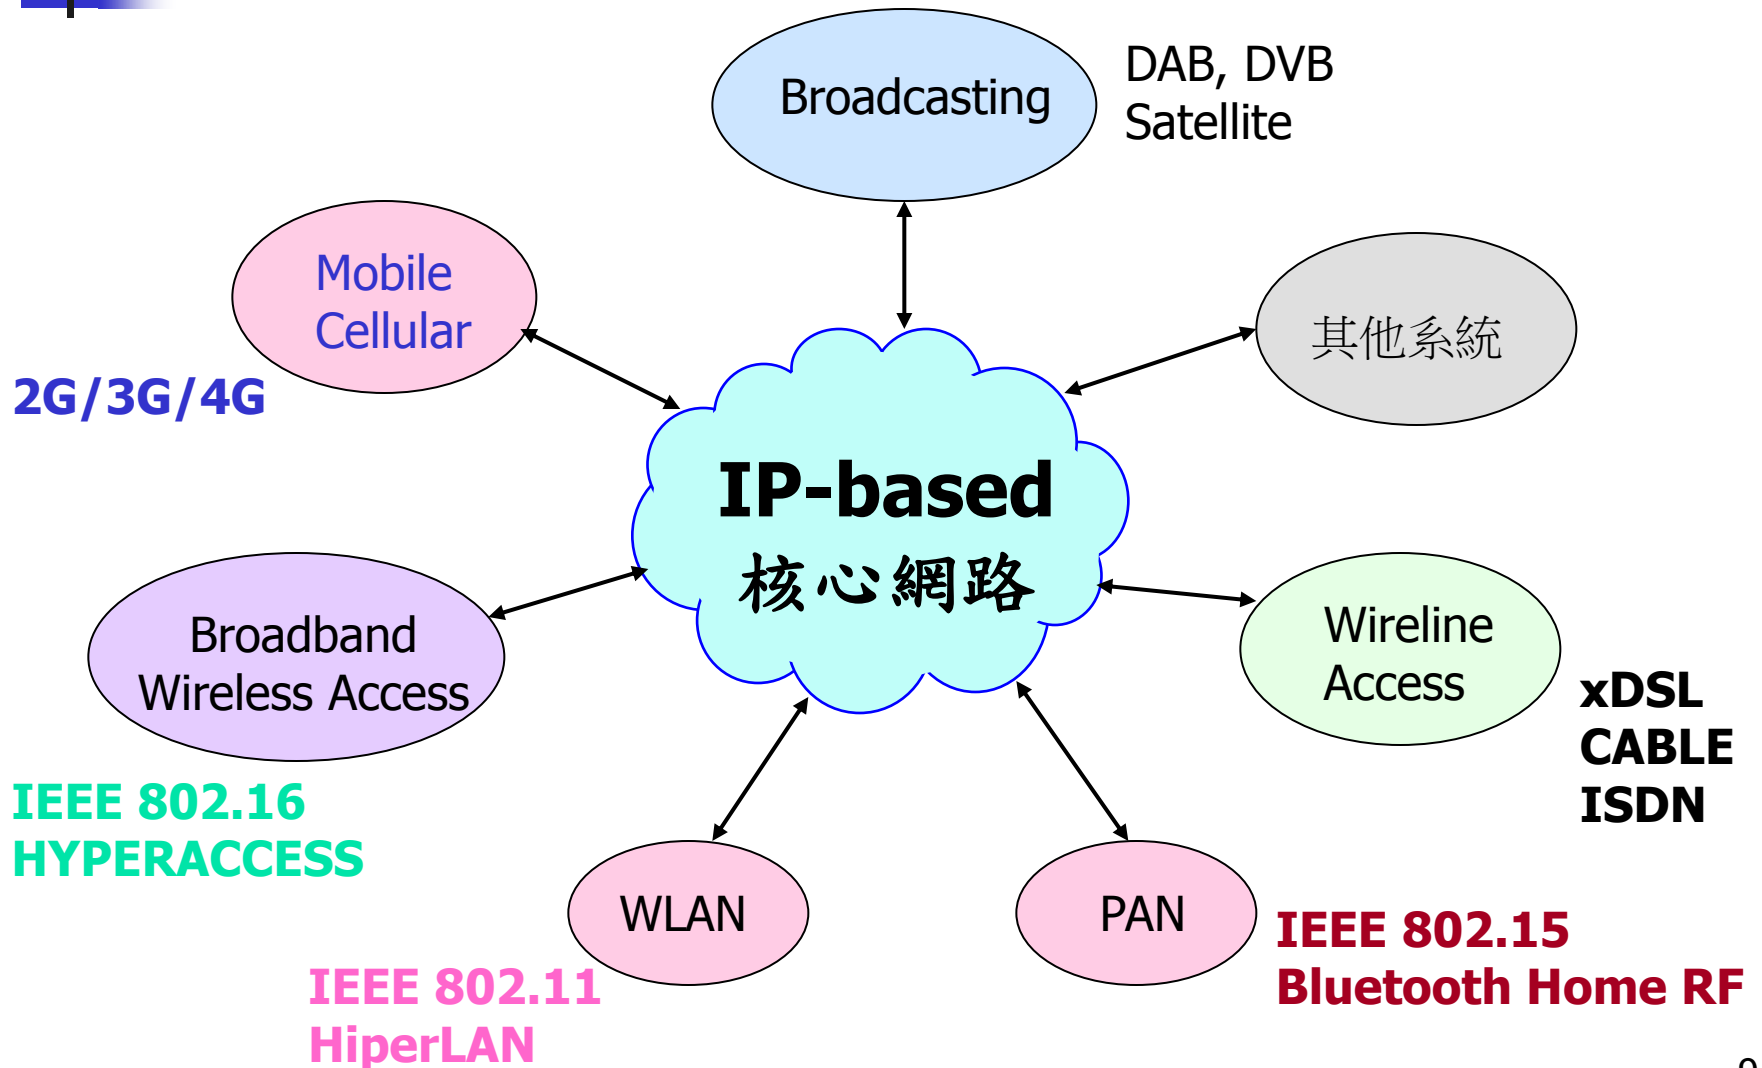 Broadcasting
DAB, DVB
Satellite
Mobile
Cellular
2G/3G/4G
其他系統
IP-based
核心網路
Broadband
Wireless Access
IEEE 802.16
HYPERACCESS
Wireline
Access
xDSL
CABLE
ISDN
WLAN
IEEE 802.11
HiperLAN
PAN
IEEE 802.15
Bluetooth Home RF